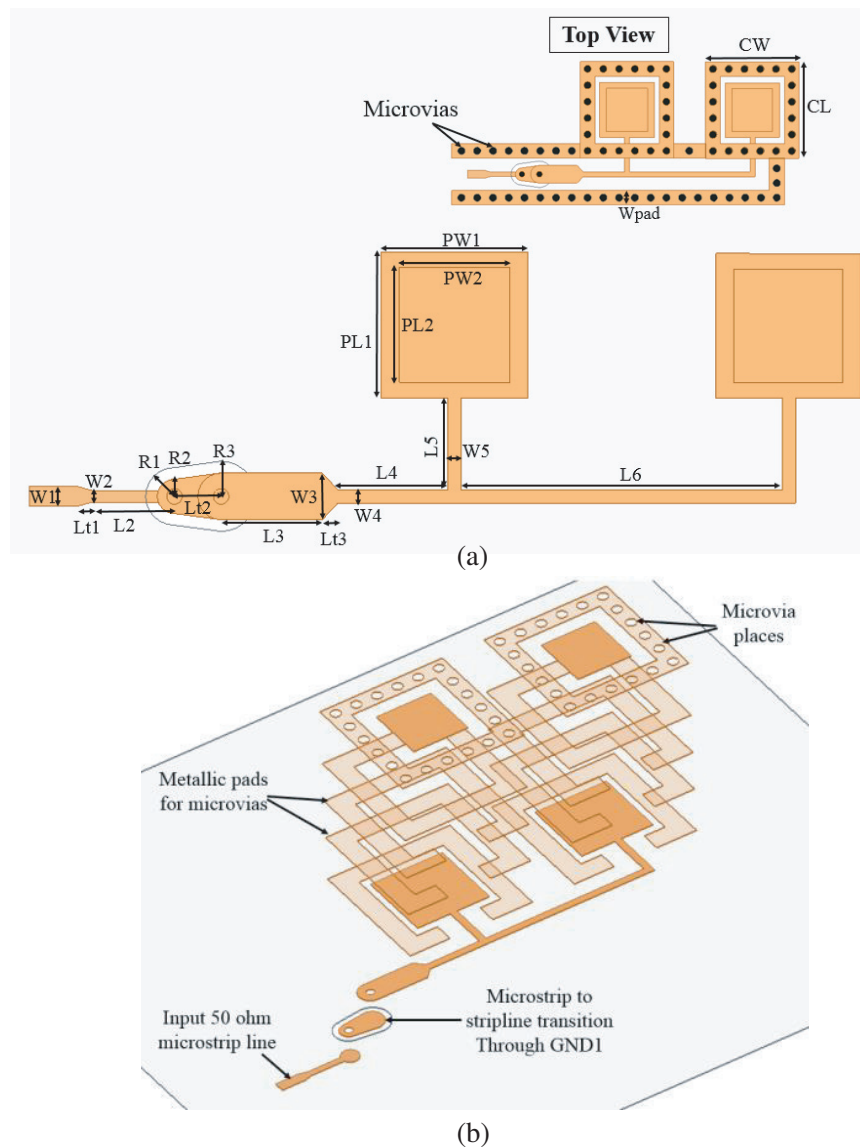 Top View
CW
CL
Microvias
Wpad
PW1
PW2
PL1
PL2
L5
W5
R1
R2
R3
L4
L6
W1
W2
Lt2
W3
W4
Lt1
L2
L3
Lt3
(a)
Microvia
places
Metallic pads
for microvias
Input 50 ohm
microstrip line
Microstrip to
stripline transition
Through GND1
(b)